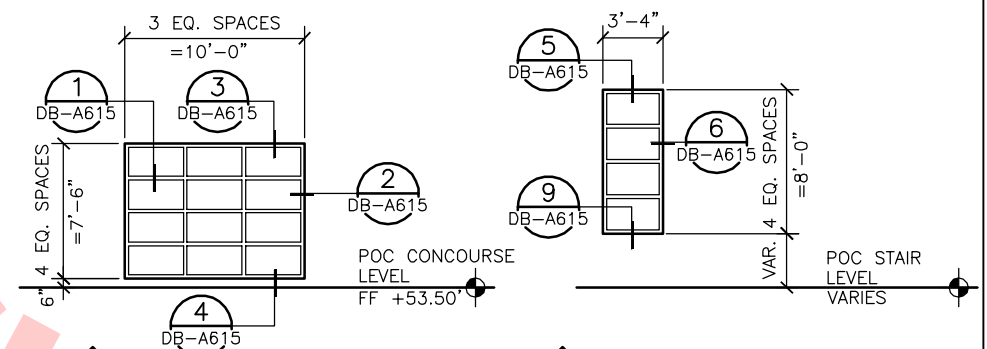 3 EQ. SPACES
=10'-0"
1
DB-A615
3
DB-A615
4 EQ. SPACES
=7'-6"
6"
2
DB-A615
4
DB-A615
POC CONCOURSE
LEVEL
FF +53.50'
3'-4"
5
DB-A615
6
DB-A615
9
DB-A615
4 EQ. SPACES
=8'-0"
VAR.
POC STAIR
LEVEL
VARIES